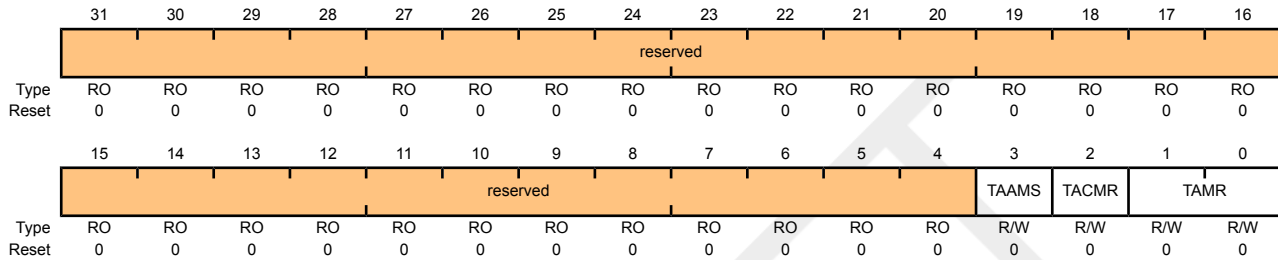 31 30 29 28 27 26 25 24 23 22 21 20 19 18 17 16
reserved
Type RO RO RO RO RO RO RO RO RO RO RO RO RO RO RO RO
Reset 0 0 0 0 0 0 0 0 0 0 0 0 0 0 0 0
15 14 13 12 11 10 9 8 7 6 5 4 3 2 1 0
reserved TAAMS TACMR TAMR
Type RO RO RO RO RO RO RO RO RO RO RO RO R/W R/W R/W R/W
Reset 0 0 0 0 0 0 0 0 0 0 0 0 0 0 0 0